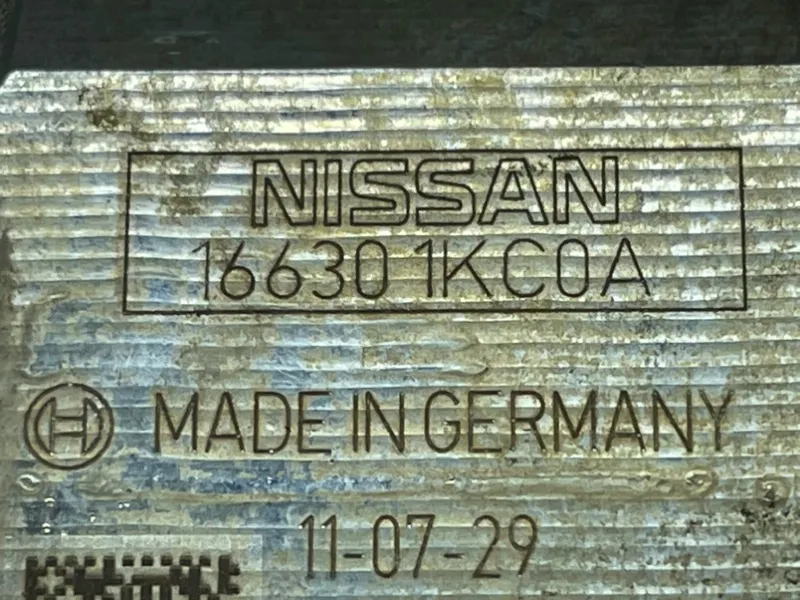 NISSAN
16630 1KC0A
MADE IN GERMANY
11-07-29